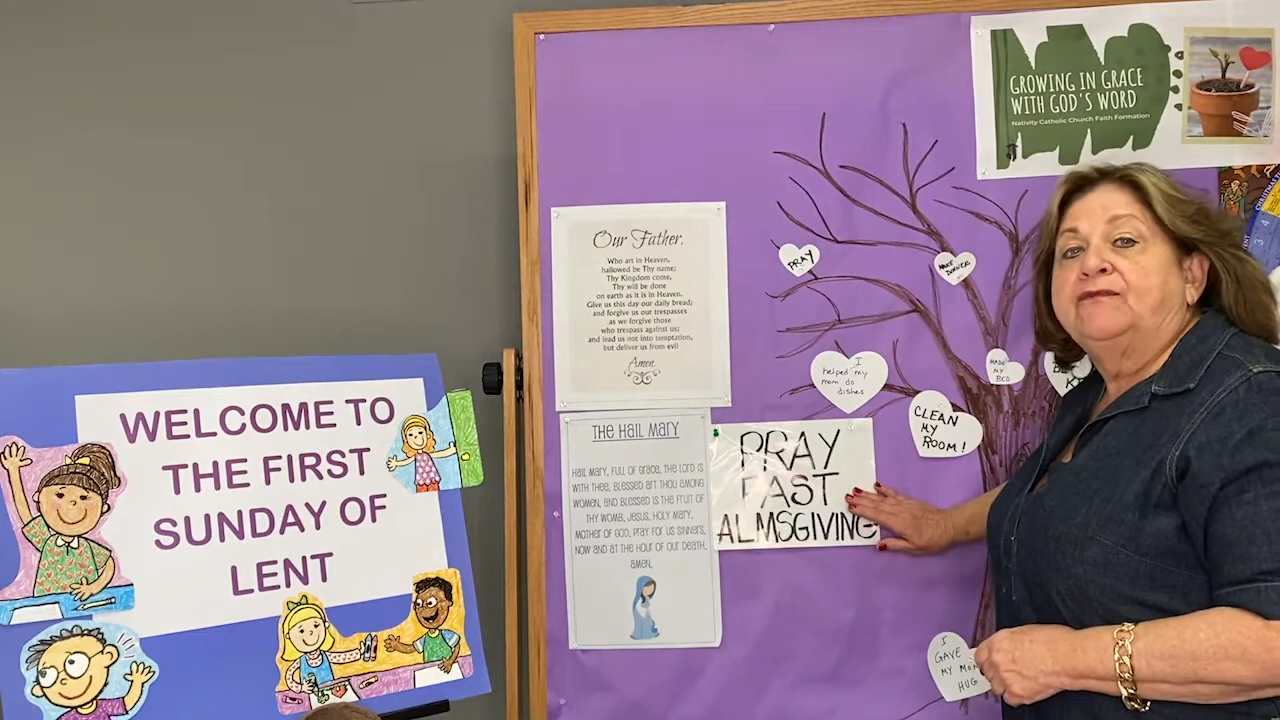 WELCOME TO
THE FIRST
SUNDAY OF
LENT
Our Father,
Who art in Heaven,
hallowed be Thy name;
Thy Kingdom come,
Thy will be done
on earth as it is in Heaven.
Give us this day our daily bread;
and forgive us our trespasses
as we forgive those
who trespass against us;
and lead us not into temptation,
but deliver us from evil
Amen.
THE HAIL MARY
HAIL MARY, FULL OF GRACE, THE LORD IS
WITH THEE, BLESSED ART THOU AMONG
WOMEN, AND BLESSED IS THE FRUIT OF
THY WOMB, JESUS, HOLY MARY,
MOTHER OF GOD, PRAY FOR US SINNERS,
NOW AND AT THE HOUR OF OUR DEATH,
AMEN.
PRAY
FAST
ALMSGIVING
PRAY
MAKE
DINNER
I
helped my
mom do
dishes
CLEAN
MY
ROOM!
MADE
MY
BED
I
GAVE
MY MOM
HUG
GROWING IN GRACE
WITH GOD'S WORD
Nativity Catholic Church Faith Formation